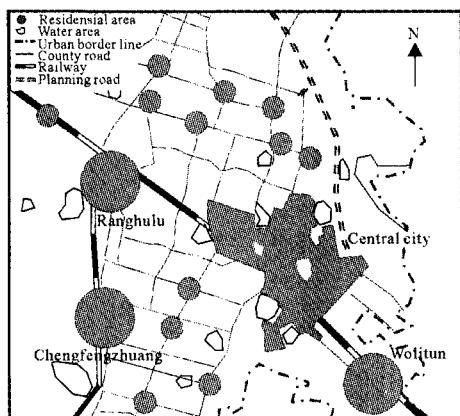 Residensial area
Water area
Urban border line
County road
Railway
Planning road
N
Ranghulu
Central city
Chengfengzhuang
Wolitun